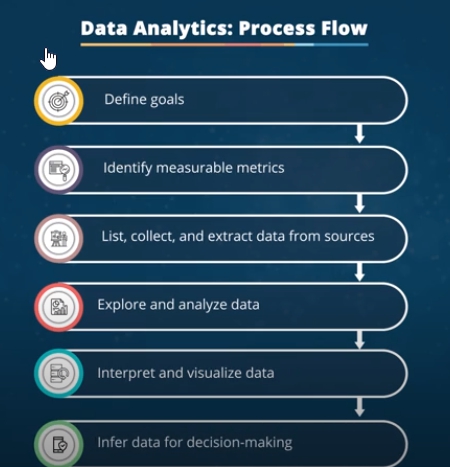 Data Analytics: Process Flow
Define goals
Identify measurable metrics
List, collect, and extract data from sources
Explore and analyze data
Interpret and visualize data
Infer data for decision-making